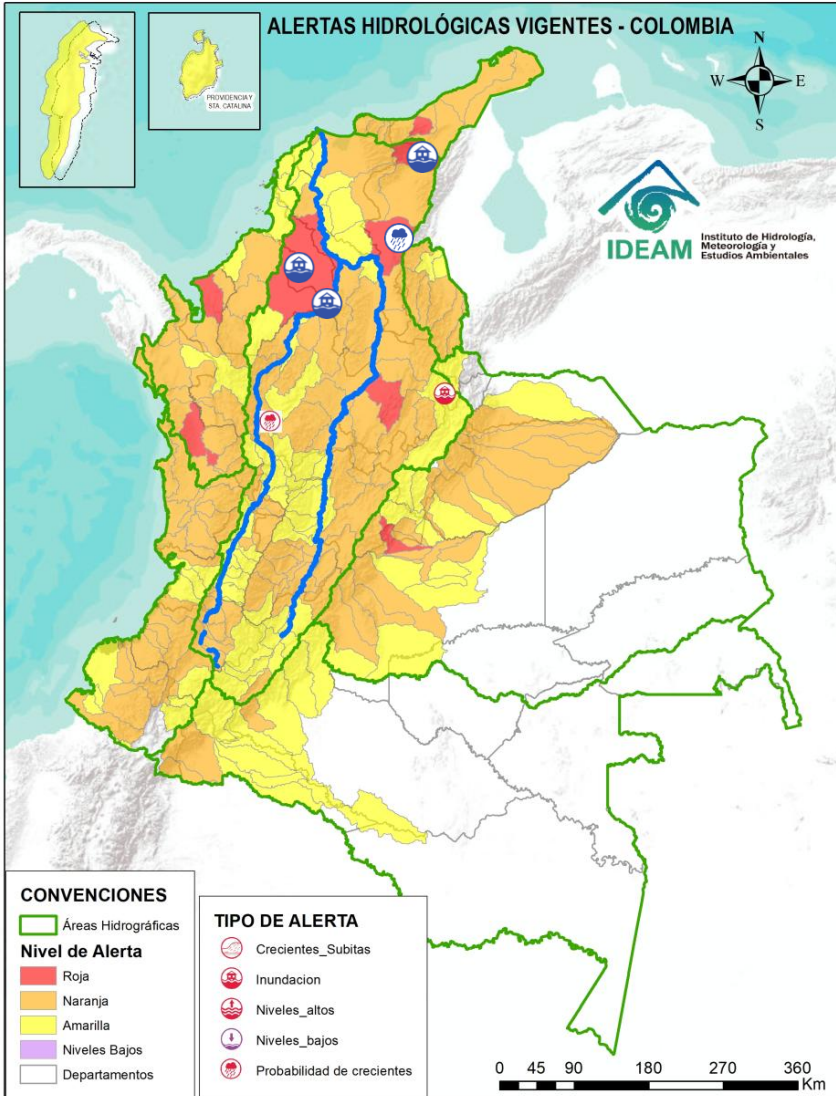 ALERTAS HIDROLÓGICAS VIGENTES - COLOMBIA
PROVIDENCIA Y
STA. CATALINA
N
W E
S
IDEAM
Instituto de Hidrología,
Meteorología y
Estudios Ambientales
CONVENCIONES
Áreas Hidrográficas
Nivel de Alerta
Roja
Naranja
Amarilla
Niveles Bajos
Departamentos
TIPO DE ALERTA
Crecientes_Subitas
Inundacion
Niveles_altos
Niveles_bajos
Probabilidad de crecientes
0 45 90 180 270 360
Km